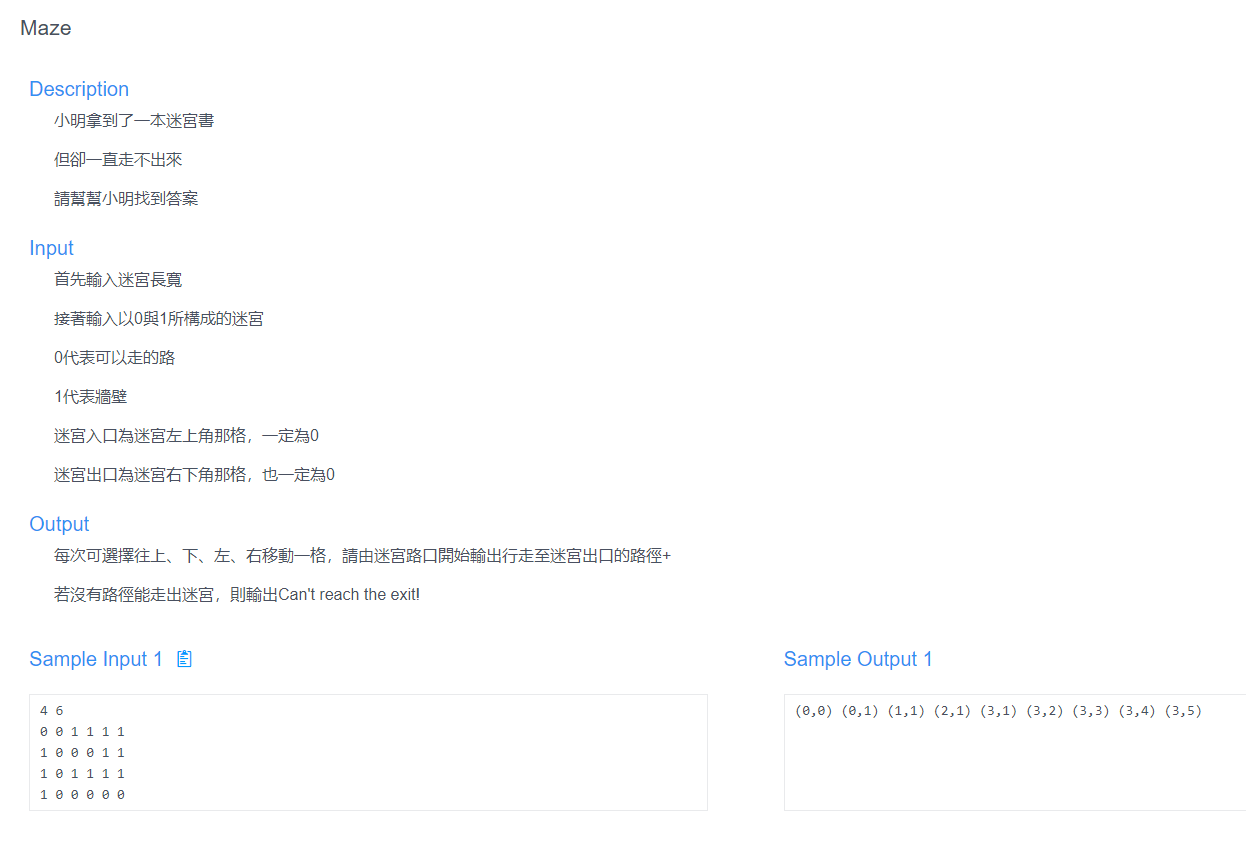 Maze
Description
小明拿到了一本迷宮書
但卻一直走不出來
請幫幫小明找到答案
Input
首先輸入迷宮長寬
接著輸入以0與1所構成的迷宮
0代表可以走的路
1代表牆壁
迷宮入口為迷宮左上角那格，一定為0
迷宮出口為迷宮右下角那格，也一定為0
Output
每次可選擇往上、下、左、右移動一格，請由迷宮路口開始輸出行走至迷宮出口的路徑+
若沒有路徑能走出迷宮，則輸出Can't reach the exit!
Sample Input 1
4 6
0 0 1 1 1 1
1 0 0 0 1 1
1 0 1 1 1 1
1 0 0 0 0 0
Sample Output 1
(0,0) (0,1) (1,1) (2,1) (3,1) (3,2) (3,3) (3,4) (3,5)